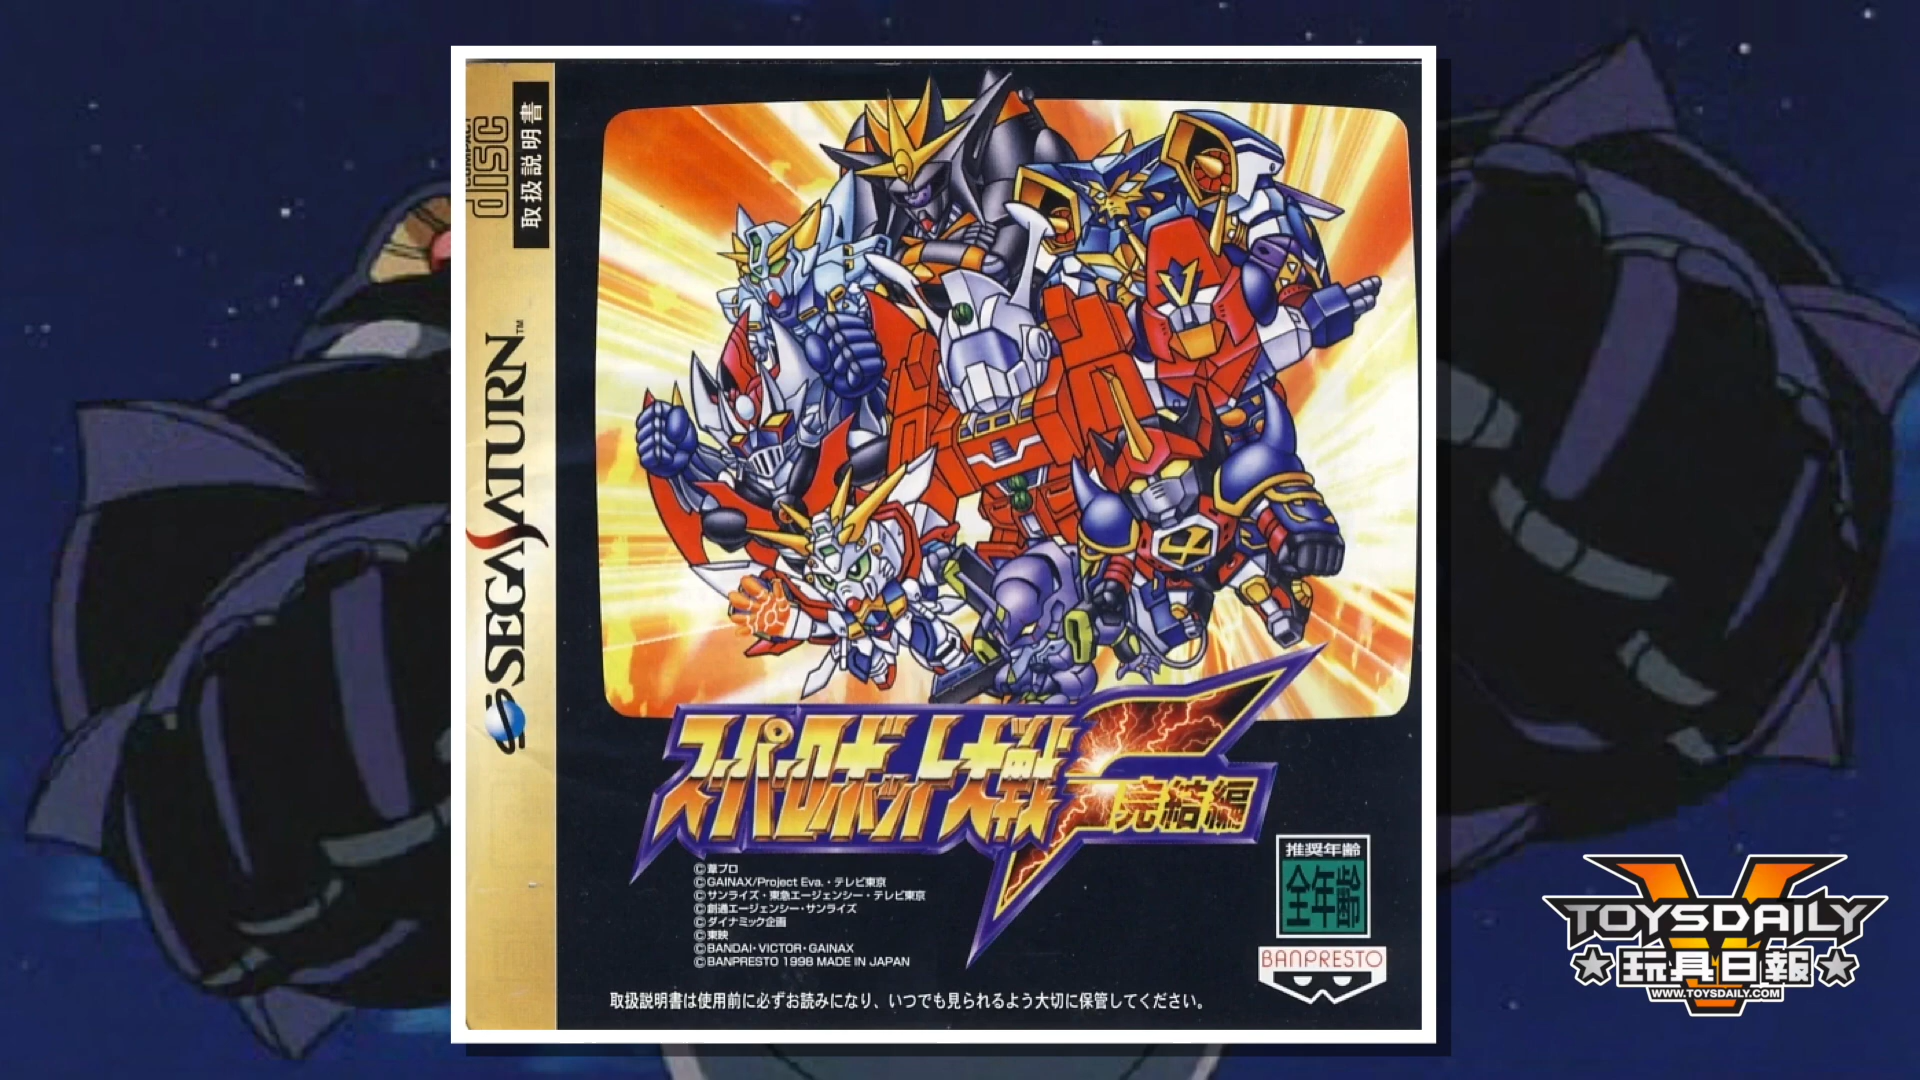 COMPACT
disc
取扱説明書
SEGA SATURN™
スーパーロボット大戦F
完結編
©葦プロ
©GAINAX/Project Eva.・テレビ東京
©サンライズ・東急エージェンシー・テレビ東京
©創通エージェンシー・サンライズ
©ダイナミック企画
©東映
©BANDAI・VICTOR・GAINAX
©BANPRESTO 1998 MADE IN JAPAN
取扱説明書は使用前に必ずお読みになり、いつでも見られるよう大切に保管してください。
推奨年齢
全年齢
BANPRESTO
TOYSDAILY
玩具日報
WWW.TOYSDAILY.COM